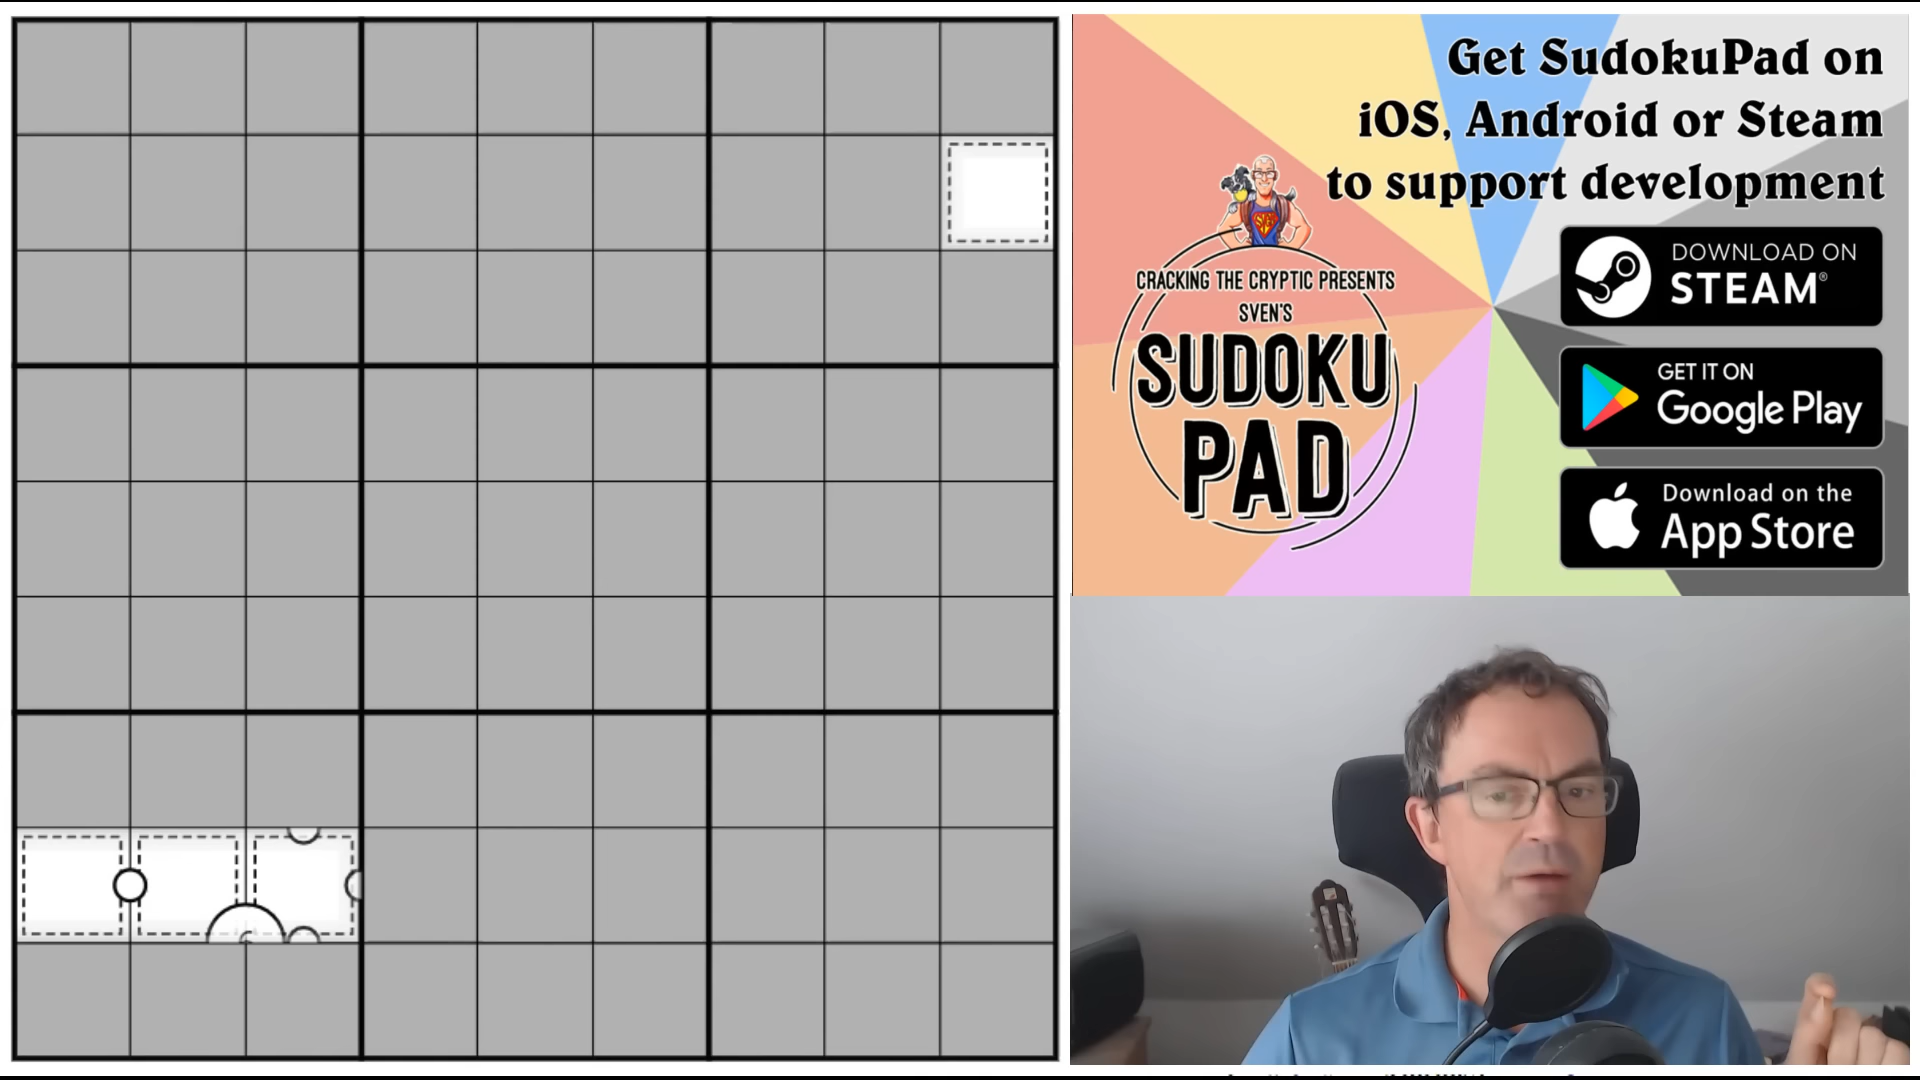 Get SudokuPad on
iOS, Android or Steam
to support development
CRACKING THE CRYPTIC PRESENTS
SVEN'S
SUDOKU
PAD
DOWNLOAD ON
STEAM®
GET IT ON
Google Play
Download on the
App Store